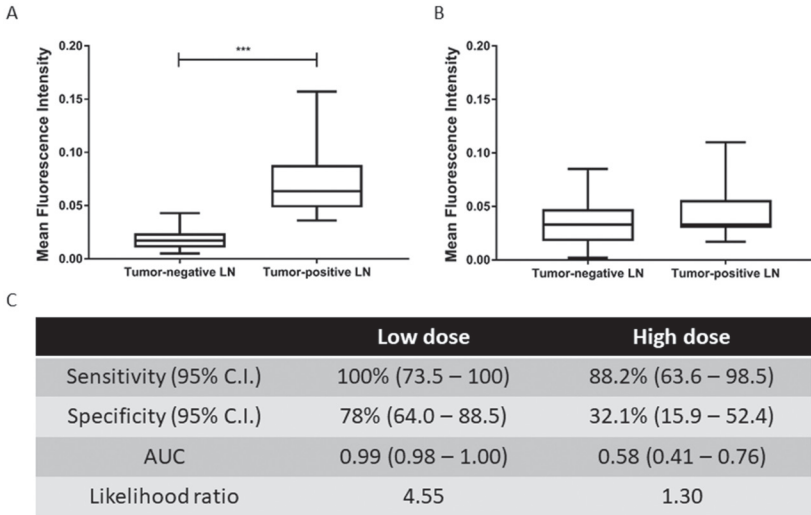 A
Mean Fluorescence Intensity
0.20
0.15
0.10
0.05
0.00
***
Tumor-negative LN
Tumor-positive LN
B
Mean Fluorescence Intensity
0.20
0.15
0.10
0.05
0.00
Tumor-negative LN
Tumor-positive LN
C
Low dose High dose
Sensitivity (95% C.I.) 100% (73.5 – 100) 88.2% (63.6 – 98.5)
Specificity (95% C.I.) 78% (64.0 – 88.5) 32.1% (15.9 – 52.4)
AUC 0.99 (0.98 – 1.00) 0.58 (0.41 – 0.76)
Likelihood ratio 4.55 1.30